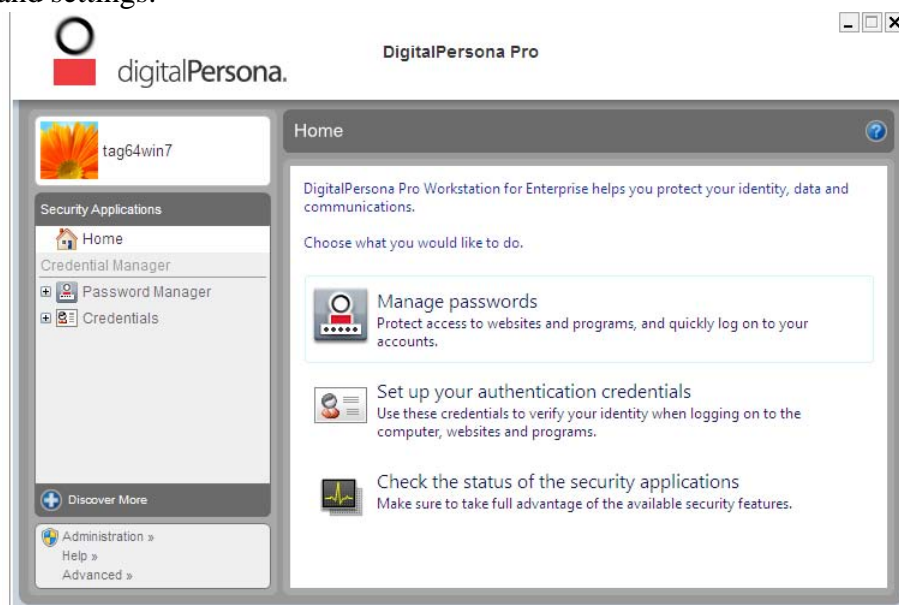 and settings.
digitalPersona.
DigitalPersona Pro
tag64win7
Security Applications
Home
Credential Manager
Password Manager
Credentials
Discover More
Administration »
Help »
Advanced »
Home
DigitalPersona Pro Workstation for Enterprise helps you protect your identity, data and
communications.
Choose what you would like to do.
Manage passwords
Protect access to websites and programs, and quickly log on to your
accounts.
Set up your authentication credentials
Use these credentials to verify your identity when logging on to the
computer, websites and programs.
Check the status of the security applications
Make sure to take full advantage of the available security features.